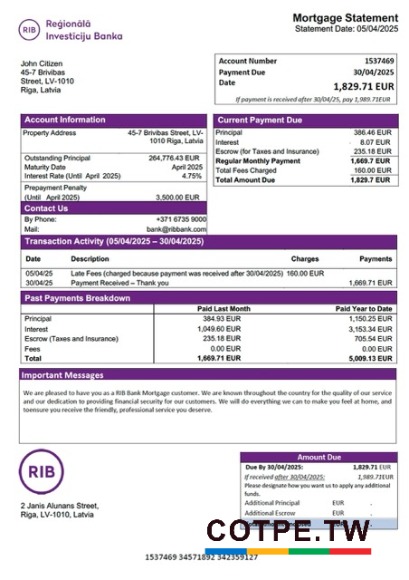 Reģionālā
Investīciju Banka
RIB
Mortgage Statement
Statement Date: 05/04/2025
John Citizen
45-7 Brivibas
Street, LV-1010
Riga, Latvia
Account Number 1537469
Payment Due 30/04/2025
Date
1,829.71 EUR
If payment is received after 30/04/25, pay 1,989.71EUR
Account Information
Property Address 45-7 Brivibas Street, LV-
1010 Riga, Latvia
Outstanding Principal 264,776.43 EUR
Maturity Date April 2025
Interest Rate (Until April 2025) 4.75%
Prepayment Penalty
(Until April 2025) 3,500.00 EUR
Contact Us
By Phone: +371 6735 9000
Mail: bank@ribbank.com
Current Payment Due
Principal 386.46 EUR
Interest 6.07 EUR
Escrow (for Taxes and Insurance) 235.18 EUR
Regular Monthly Payment 1,669.7 EUR
Total Fees Charged 160.00 EUR
Total Amount Due 1,829.7 EUR
Transaction Activity (05/04/2025 – 30/04/2025)
Date Description Charges Payments
05/04/25 Late Fees (charged because payment was received after 30/04/2025) 160.00 EUR
30/04/25 Payment Received – Thank you 1,669.71 EUR
Past Payments Breakdown
Paid Last Month Paid Year to Date
Principal 384.93 EUR 1,150.25 EUR
Interest 1,049.60 EUR 3,153.34 EUR
Escrow (Taxes and Insurance) 235.18 EUR 705.54 EUR
Fees 0.00 EUR 0.00 EUR
Total 1,669.71 EUR 5,009.13 EUR
Important Messages
We are pleased to have you as a RIB Bank Mortgage customer. We are known throughout the country for the quality of our service
and our dedication to providing financial security for our customers. We will do everything we can to make you feel at home, and
toensure you receive the friendly, professional service you deserve.
RIB
2 Janis Alunans Street,
Riga, LV-1010, Latvia
Amount Due
Due By 30/04/2025: 1,829.71 EUR
If received after 30/04/2025: 1,989.71EUR
Please designate how you want us to apply any additional
funds.
Additional Principal EUR .
Additional Escrow EUR .
COTPE.TW
1537469 34571892 342359127